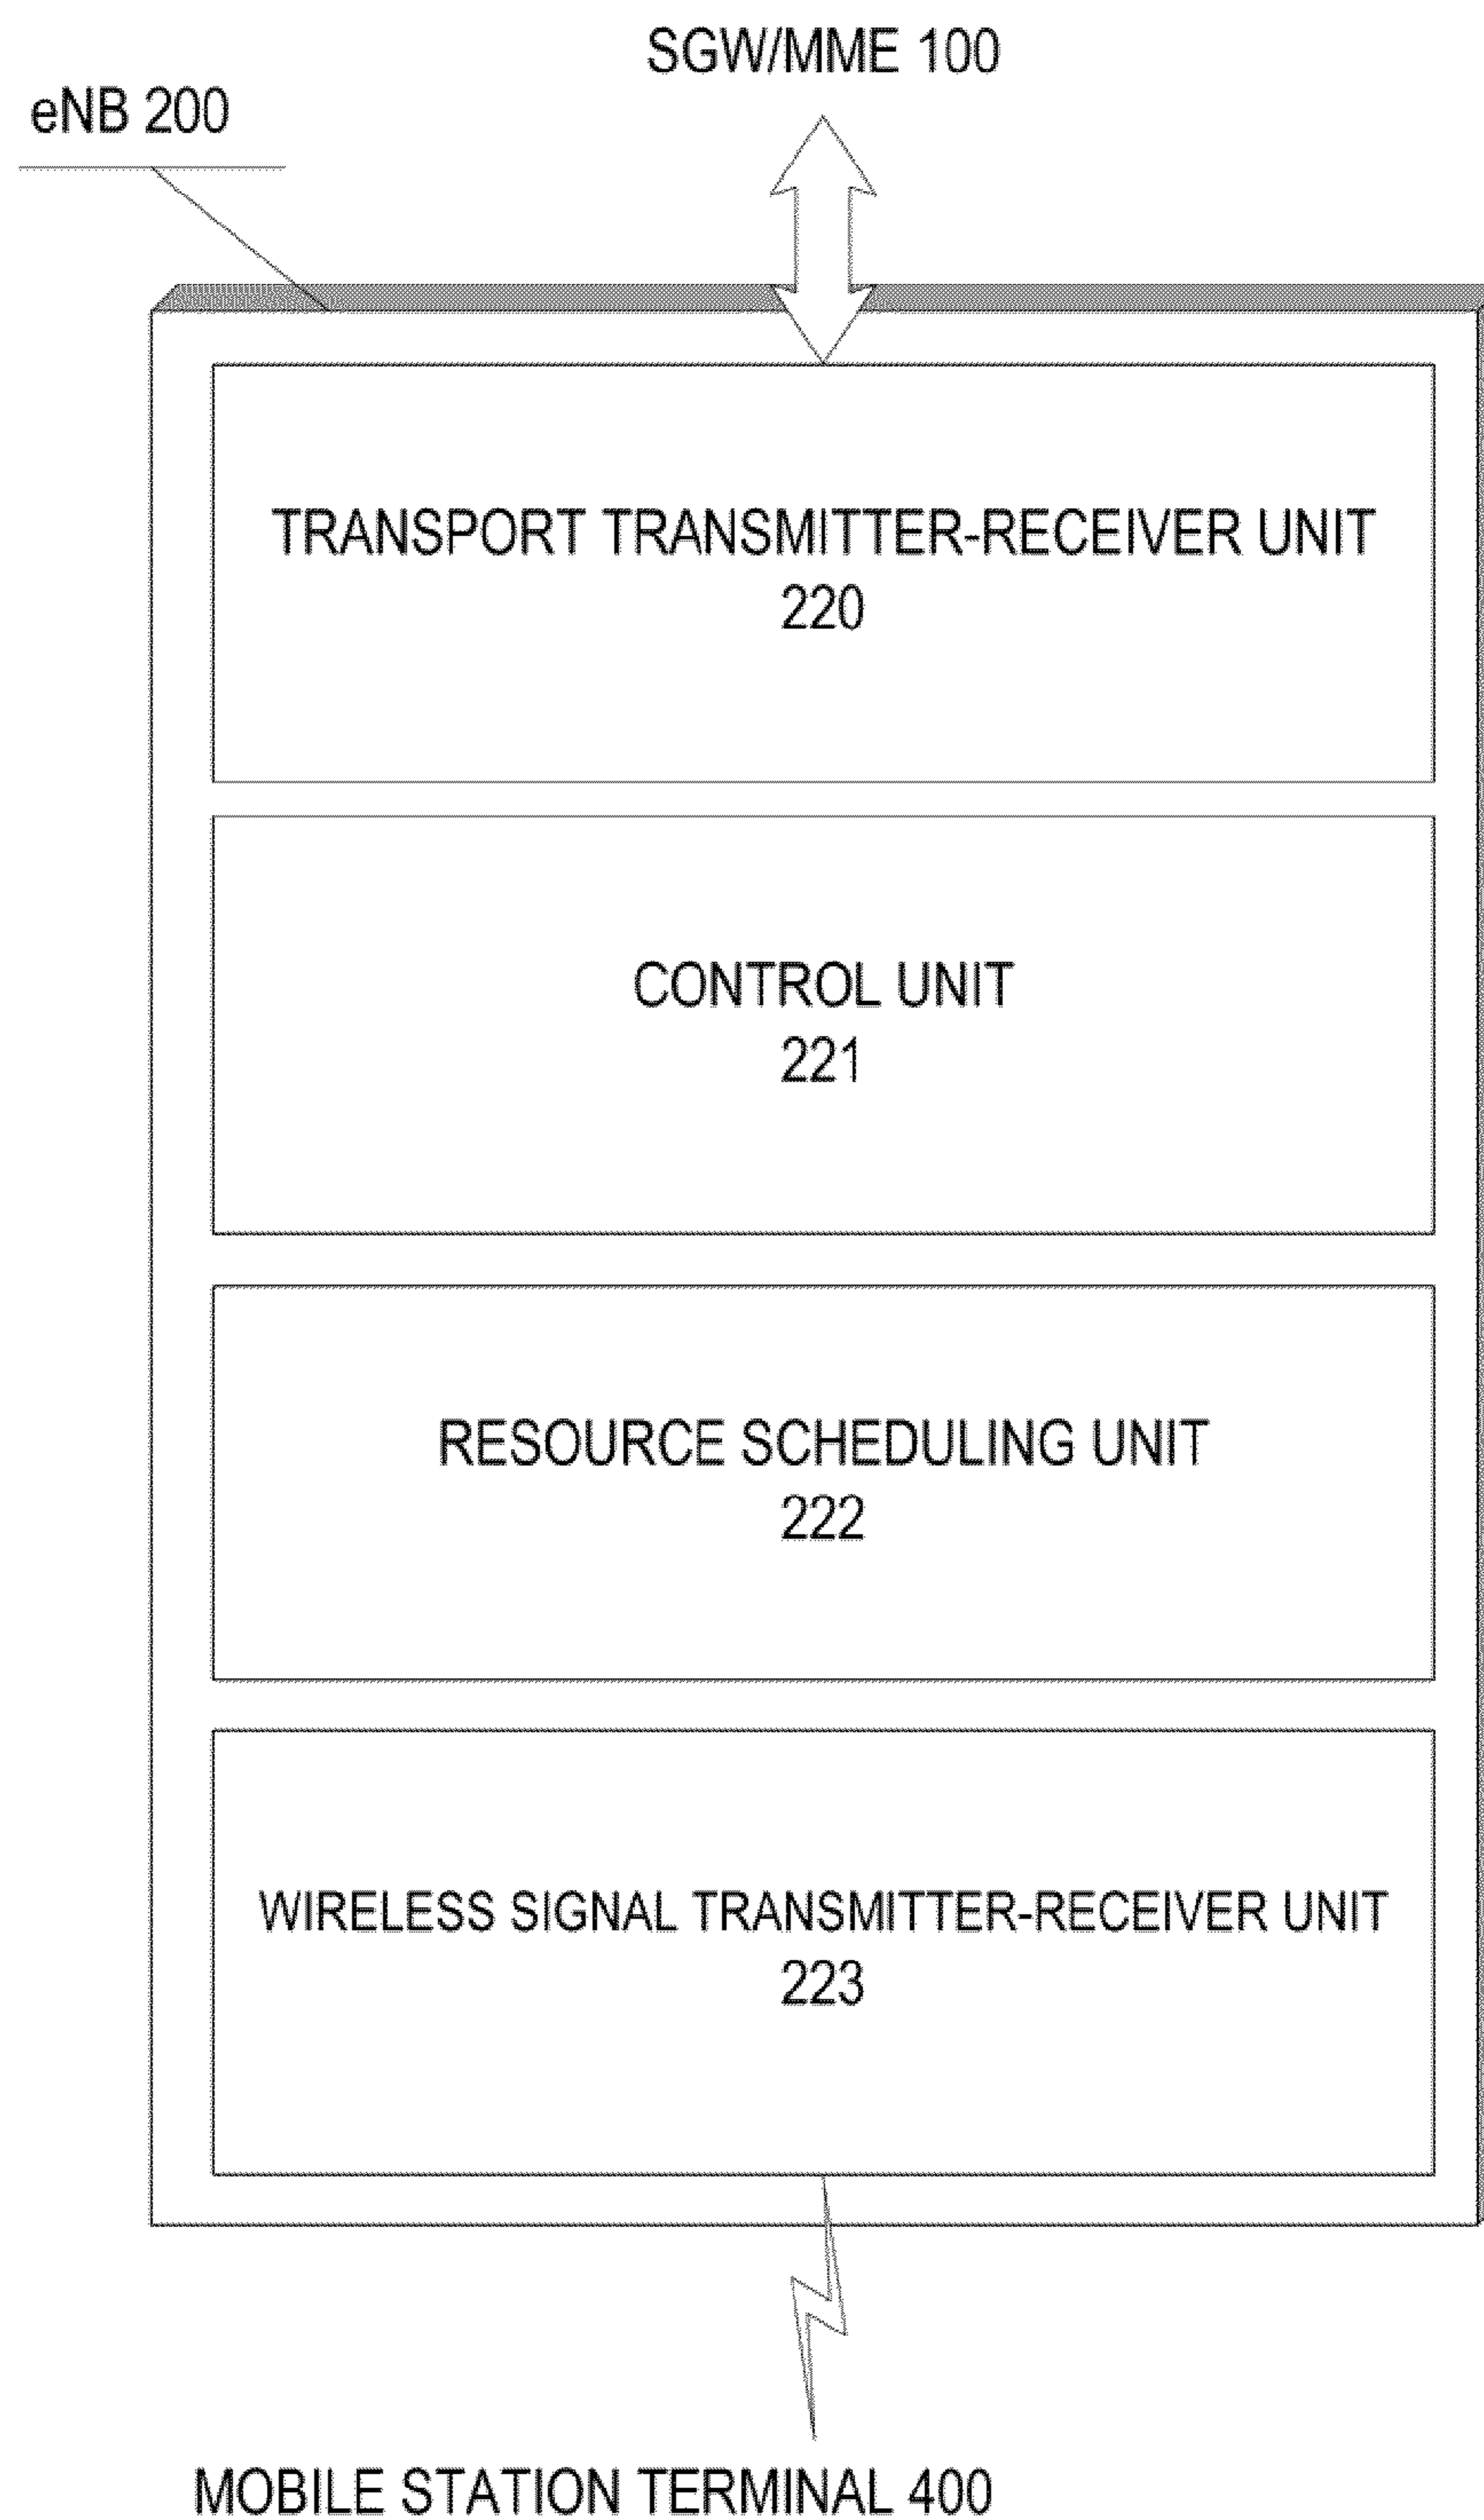 SGW/MME 100
eNB 200
TRANSPORT TRANSMITTER-RECEIVER UNIT
220
CONTROL UNIT
221
RESOURCE SCHEDULING UNIT
222
WIRELESS SIGNAL TRANSMITTER-RECEIVER UNIT
223
MOBILE STATION TERMINAL 400